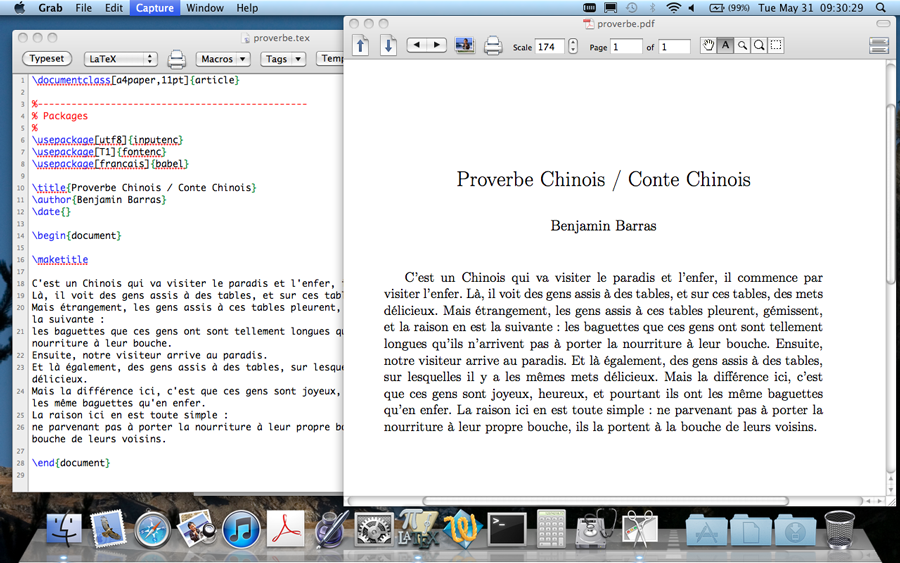 Grab File Edit Capture Window Help (99%) Tue May 31 09:30:29
proverbe.tex
Typeset LaTeX Macros Tags Temp
1 \documentclass[a4paper,11pt]{article}
2
3 %------------------------------------------------
4 % Packages
5 %
6 \usepackage[utf8]{inputenc}
7 \usepackage[T1]{fontenc}
8 \usepackage[francais]{babel}
9
10 \title{Proverbe Chinois / Conte Chinois}
11 \author{Benjamin Barras}
12 \date{}
13
14 \begin{document}
15
16 \maketitle
17
18 C'est un Chinois qui va visiter le paradis et l'enfer,
19 Là, il voit des gens assis à des tables, et sur ces tab
20 Mais étrangement, les gens assis à ces tables pleurent,
la suivante :
21 les baguettes que ces gens ont sont tellement longues qu
nourriture à leur bouche.
22 Ensuite, notre visiteur arrive au paradis.
23 Et là également, des gens assis à des tables, sur lesque
délicieux.
24 Mais la différence ici, c'est que ces gens sont joyeux,
les même baguettes qu'en enfer.
25 La raison ici en est toute simple :
26 ne parvenant pas à porter la nourriture à leur propre bo
bouche de leurs voisins.
27
28 \end{document}
29
proverbe.pdf
Scale 174 Page 1 of 1 A
Proverbe Chinois / Conte Chinois
Benjamin Barras
C'est un Chinois qui va visiter le paradis et l'enfer, il commence par
visiter l'enfer. Là, il voit des gens assis à des tables, et sur ces tables, des mets
délicieux. Mais étrangement, les gens assis à ces tables pleurent, gémissent,
et la raison en est la suivante : les baguettes que ces gens ont sont tellement
longues qu'ils n'arrivent pas à porter la nourriture à leur bouche. Ensuite,
notre visiteur arrive au paradis. Et là également, des gens assis à des tables,
sur lesquelles il y a les mêmes mets délicieux. Mais la différence ici, c'est
que ces gens sont joyeux, heureux, et pourtant ils ont les même baguettes
qu'en enfer. La raison ici en est toute simple : ne parvenant pas à porter la
nourriture à leur propre bouche, ils la portent à la bouche de leurs voisins.